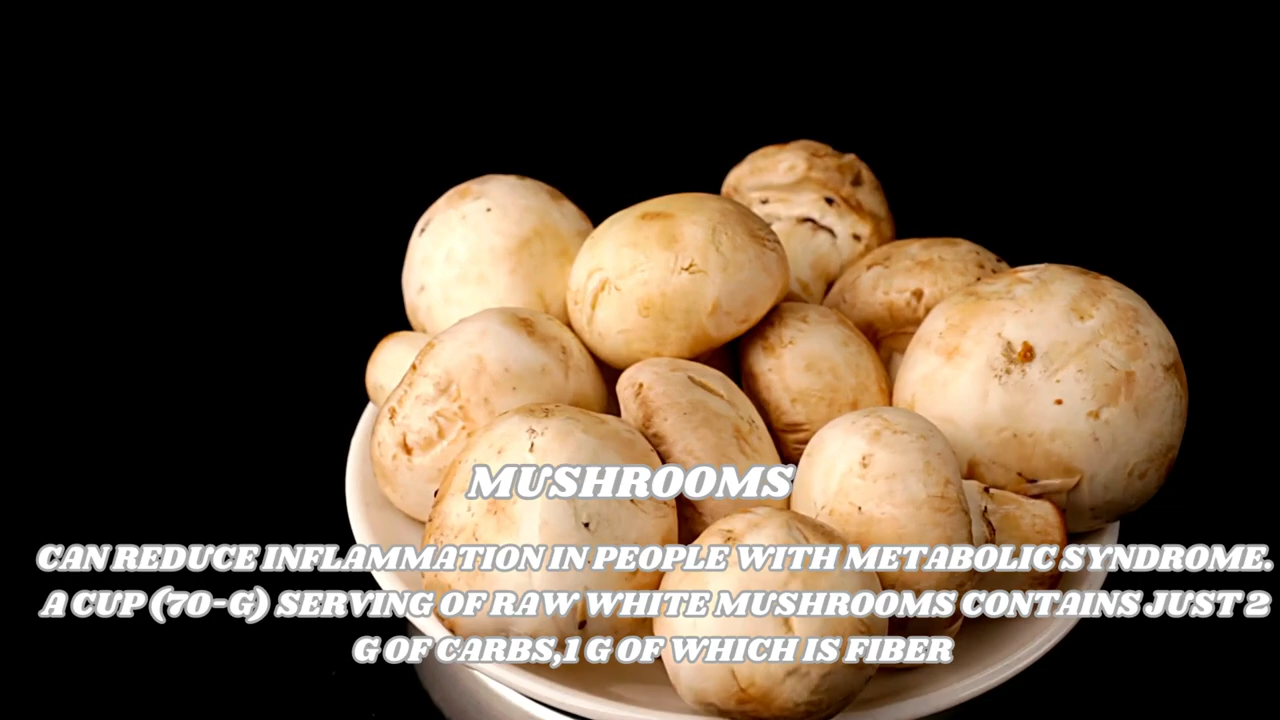 MUSHROOMS
CAN REDUCE INFLAMMATION IN PEOPLE WITH METABOLIC SYNDROME.
A CUP (70-G) SERVING OF RAW WHITE MUSHROOMS CONTAINS JUST 2
G OF CARBS,1 G OF WHICH IS FIBER